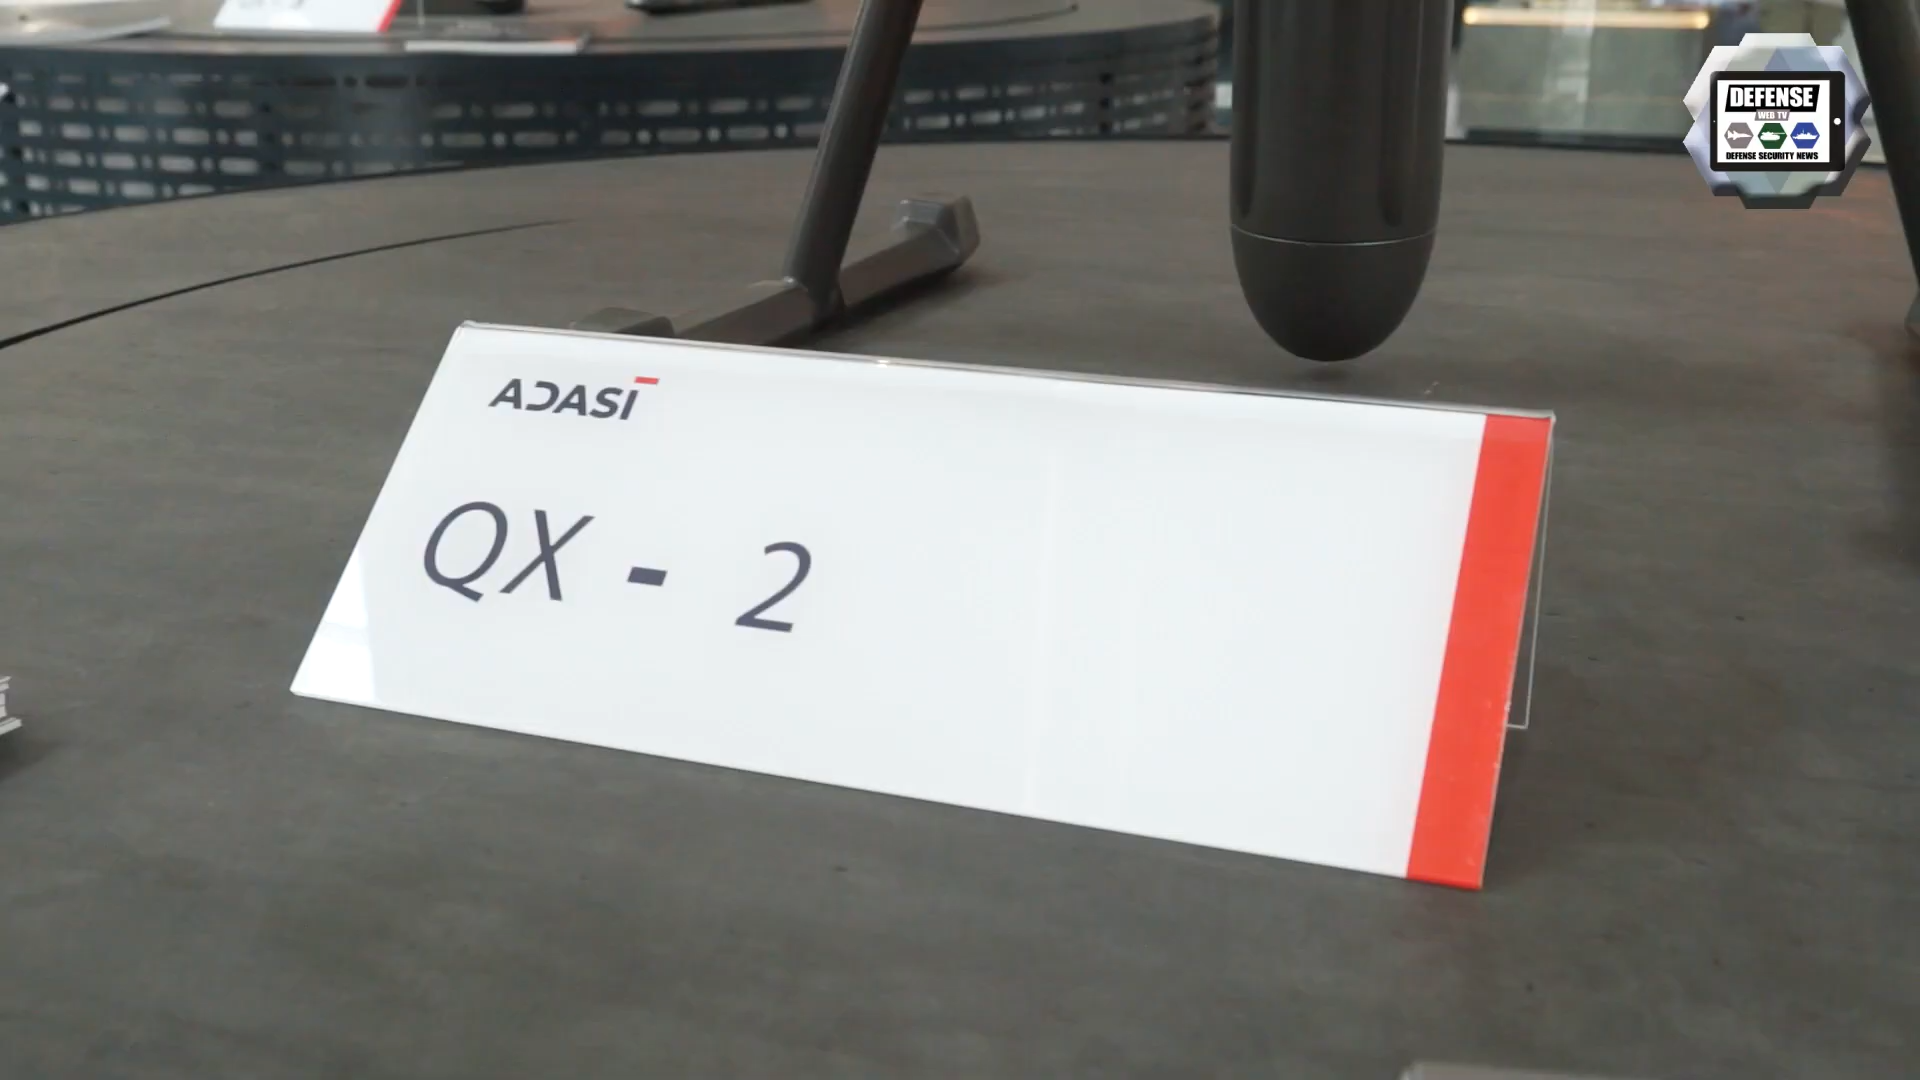 DEFENSE
WEB TV
DEFENSE SECURITY NEWS
ADASI
QX - 2